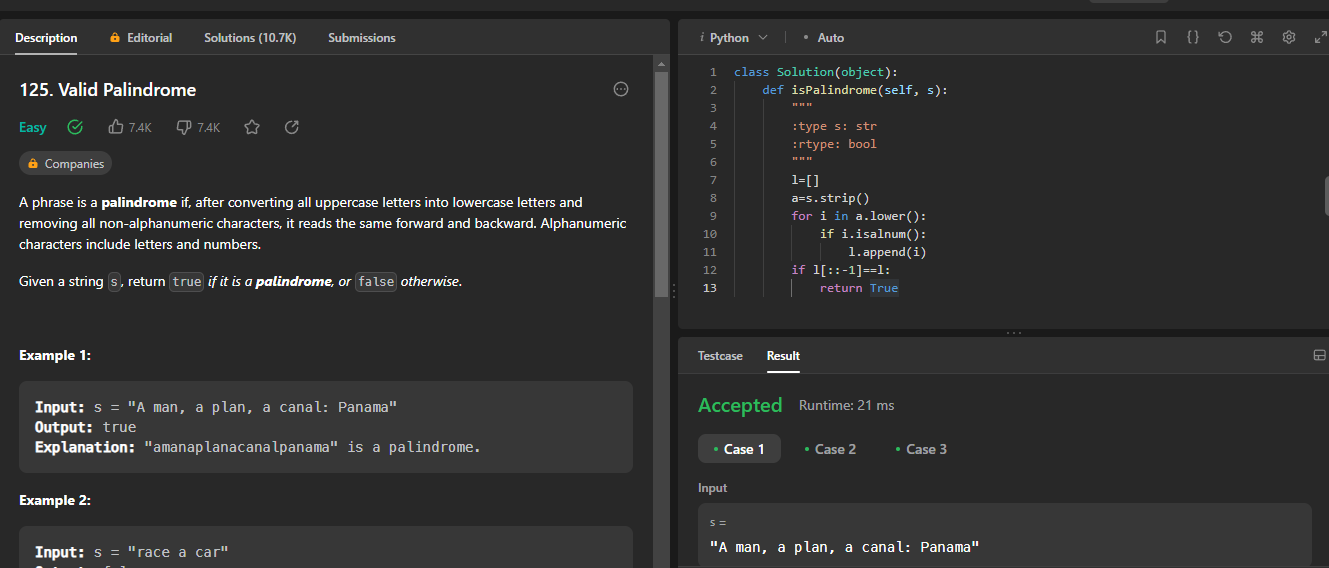 Description Editorial Solutions (10.7K) Submissions
125. Valid Palindrome
Easy 7.4K 7.4K
Companies
A phrase is a palindrome if, after converting all uppercase letters into lowercase letters and
removing all non-alphanumeric characters, it reads the same forward and backward. Alphanumeric
characters include letters and numbers.
Given a string s, return true if it is a palindrome, or false otherwise.
Example 1:
Input: s = "A man, a plan, a canal: Panama"
Output: true
Explanation: "amanaplanacanalpanama" is a palindrome.
Example 2:
Input: s = "race a car"
i Python • Auto
{}
1 class Solution(object):
2 def isPalindrome(self, s):
3 """
4 :type s: str
5 :rtype: bool
6 """
7 l=[]
8 a=s.strip()
9 for i in a.lower():
10 if i.isalnum():
11 l.append(i)
12 if l[::-1]==l:
13 return True
Testcase Result
Accepted Runtime: 21 ms
• Case 1 • Case 2 • Case 3
Input
s =
"A man, a plan, a canal: Panama"